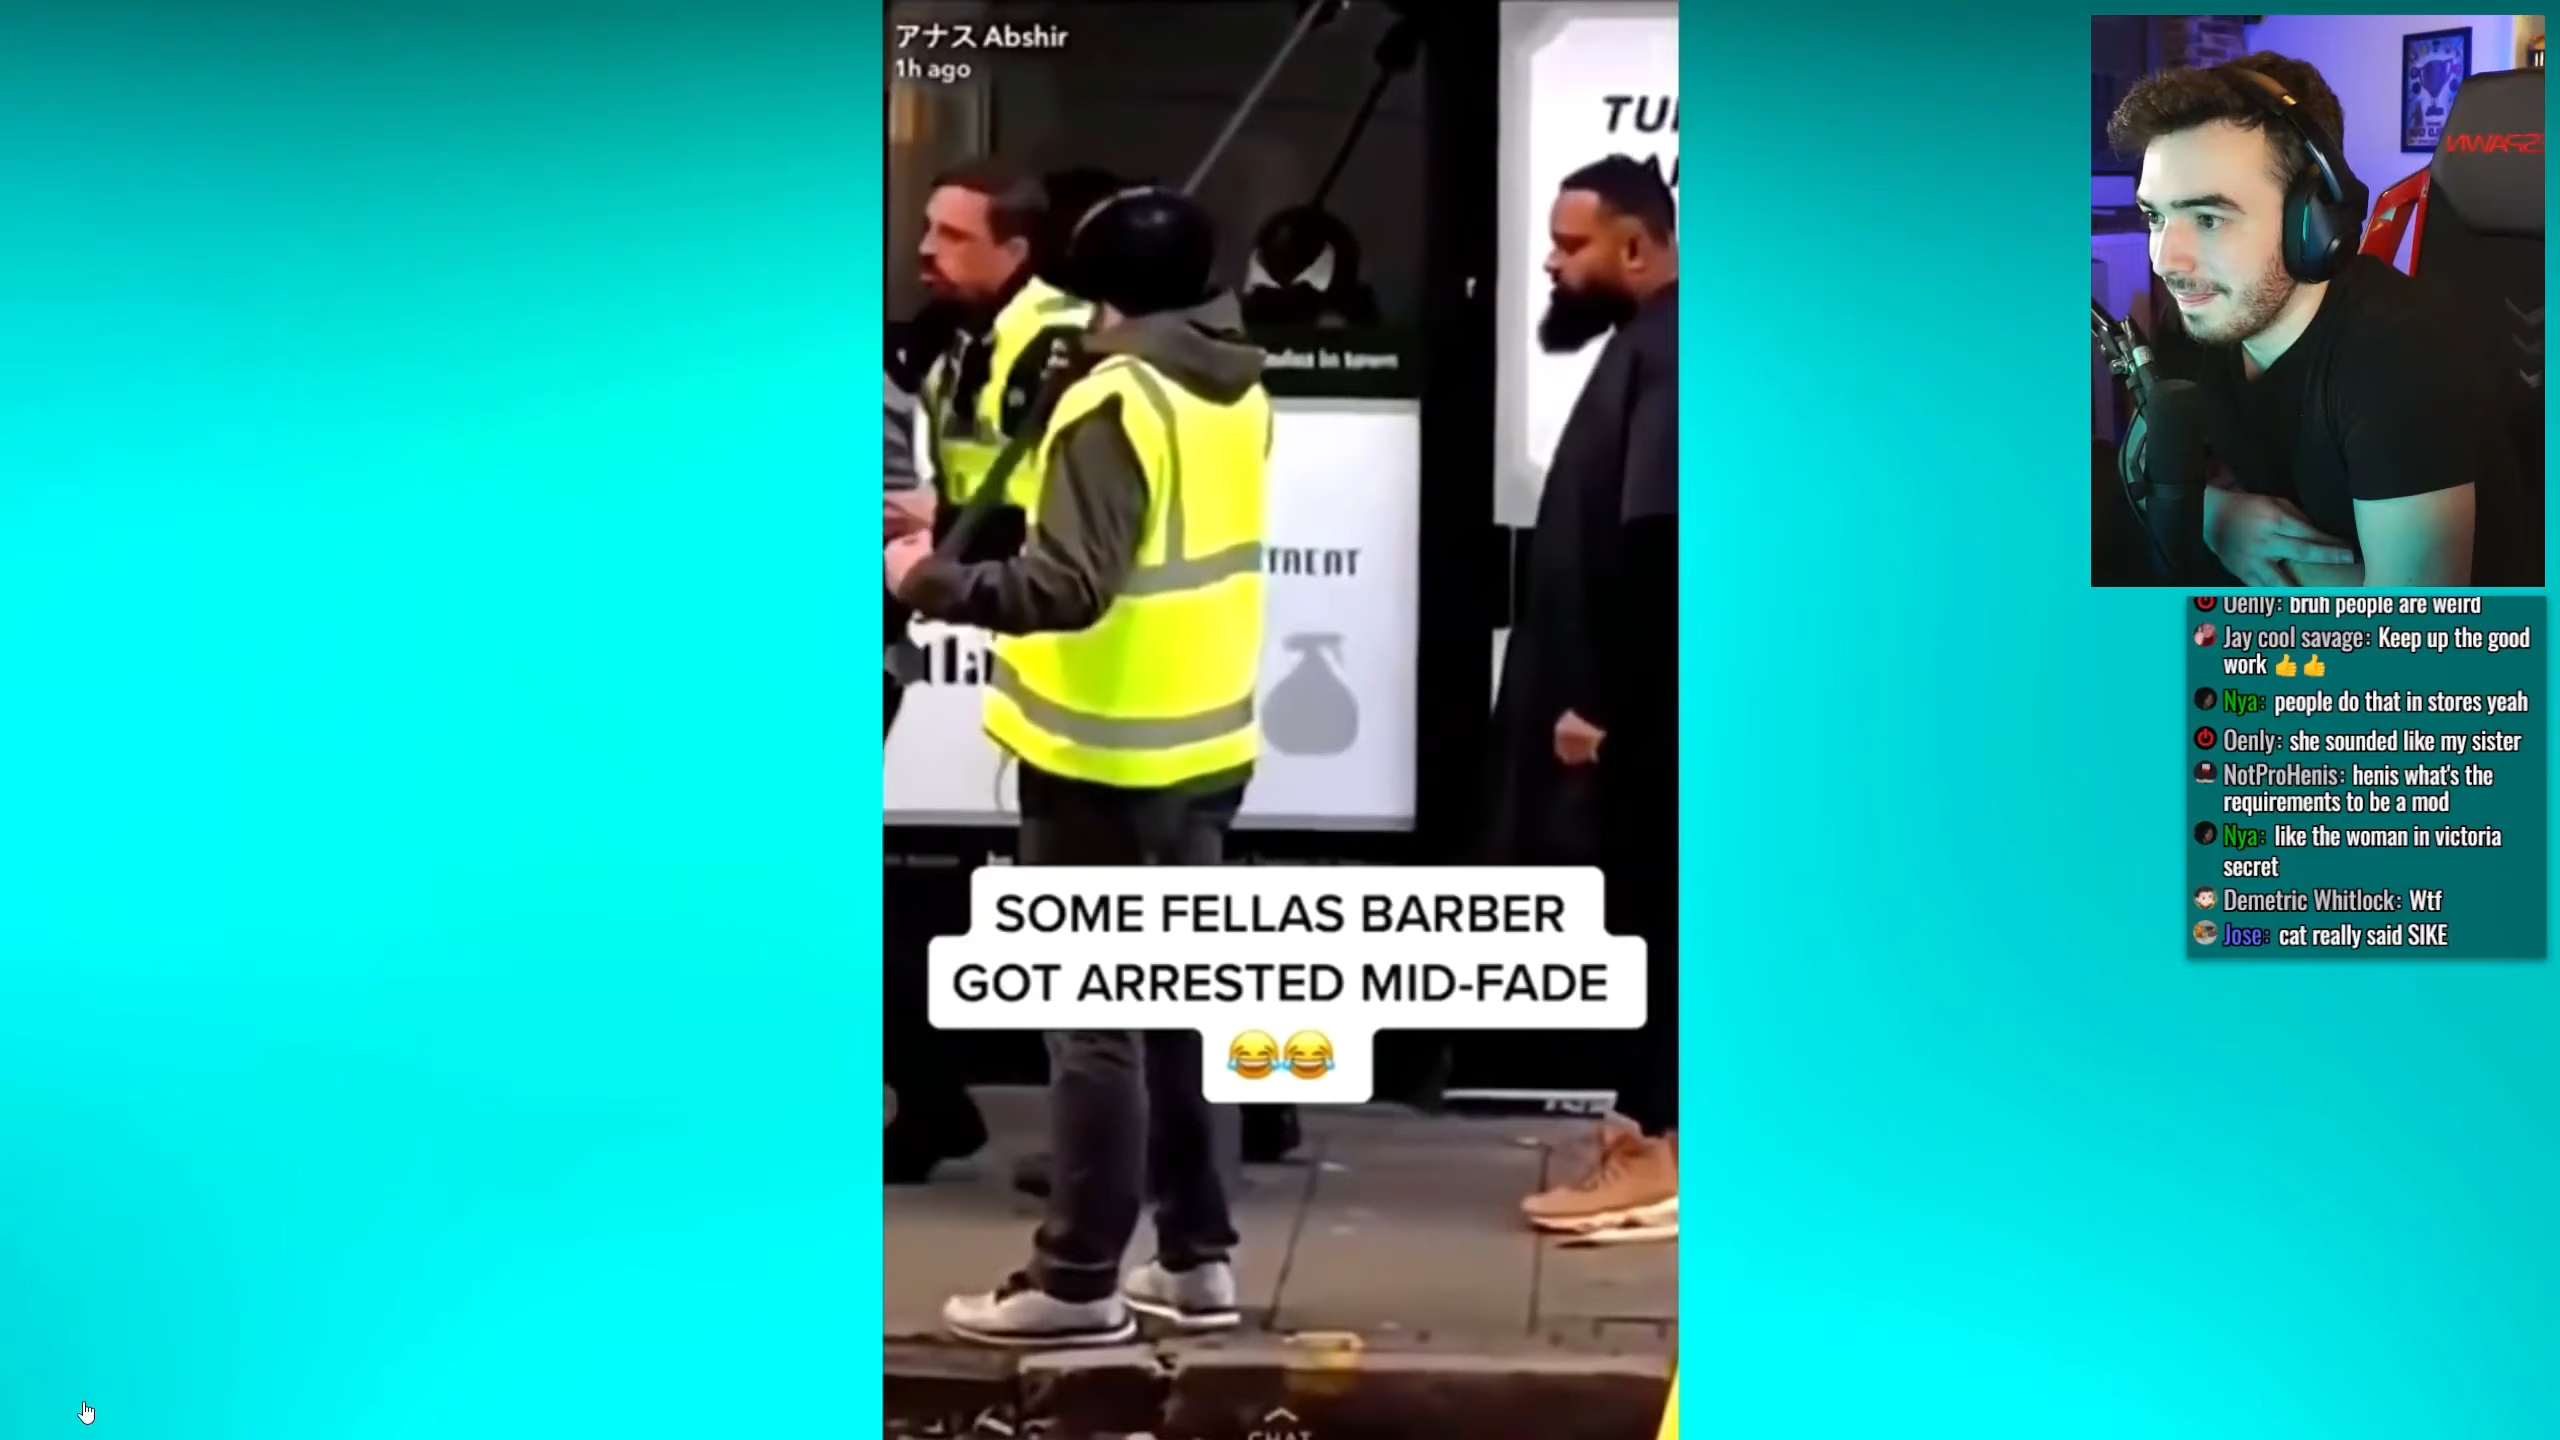 アナス Abshir
1h ago
in town
SOME FELLAS BARBER
GOT ARRESTED MID-FADE
😂😂
CHAT
Oenly: bruh people are weird
Jay cool savage: Keep up the good
work 👍👍
Nya: people do that in stores yeah
Oenly: she sounded like my sister
NotProHenis: henis what's the
requirements to be a mod
Nya: like the woman in victoria
secret
Demetric Whitlock: Wtf
Jose: cat really said SIKE